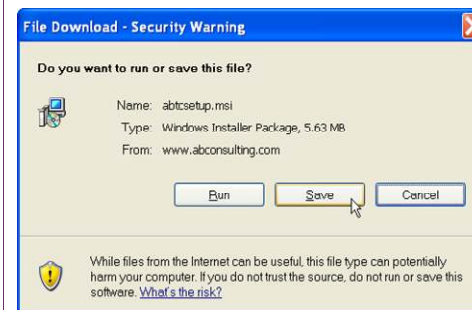 File Download - Security Warning
Do you want to run or save this file?
Name: abtcsetup.msi
Type: Windows Installer Package, 5.63 MB
From: www.abconsulting.com
Run Save Cancel
While files from the Internet can be useful, this file type can potentially
harm your computer. If you do not trust the source, do not run or save this
software. What's the risk?